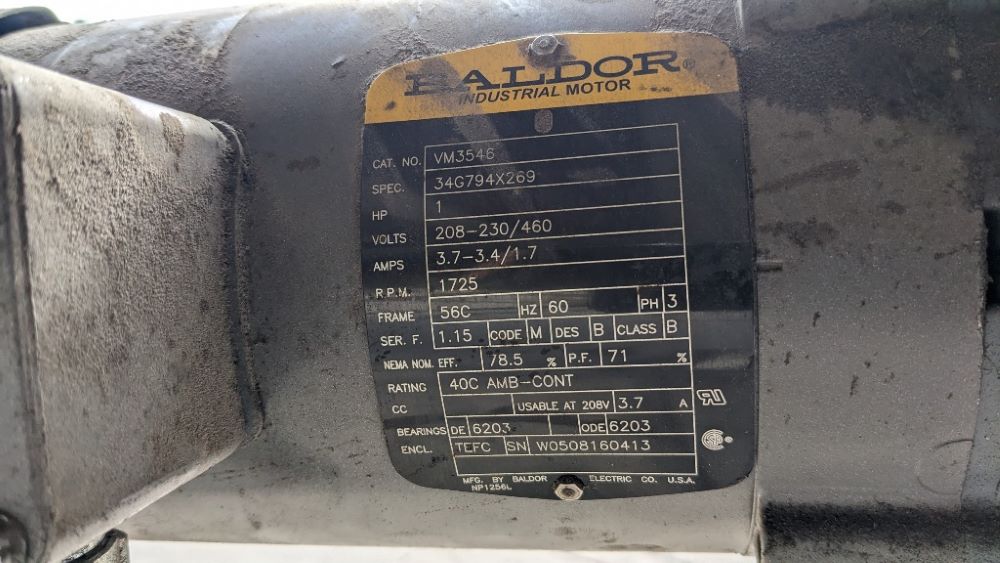 BALDOR®
INDUSTRIAL MOTOR
CAT. NO. VM3546
SPEC. 34G794X269
HP 1
VOLTS 208-230/460
AMPS 3.7-3.4/1.7
R.P.M. 1725
FRAME 56C HZ 60 PH 3
SER. F. 1.15 CODE M DES B CLASS B
NEMA NOM. EFF. 78.5 % P.F. 71 %
RATING 40C AMB-CONT
CC USABLE AT 208V 3.7 A
BEARINGS DE 6203 ODE 6203
ENCL. TEFC SN W0508160413
MFG. BY BALDOR ELECTRIC CO. U.S.A.
NP1256L